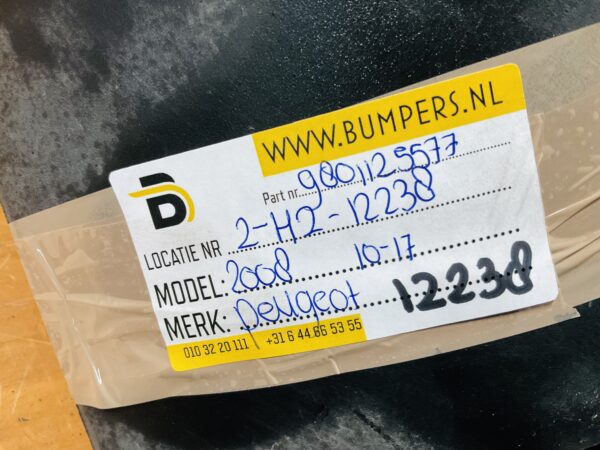 WWW.BUMPERS.NL
B
Part nr. 9801125577
LOCATIE NR 2-H2-12238
MODEL: 2008 10-17
MERK: peugeot 12238
010 32 20 111 +31 6 44 86 53 55